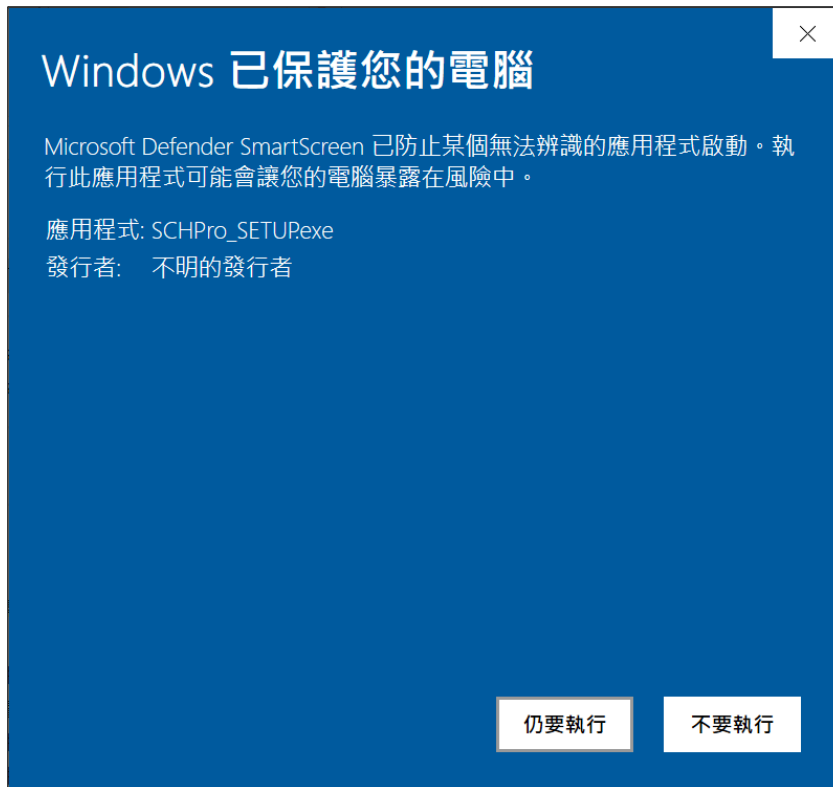 Windows 已保護您的電腦
Microsoft Defender SmartScreen 已防止某個無法辨識的應用程式啟動。執
行此應用程式可能會讓您的電腦暴露在風險中。
應用程式: SCHPro_SETUP.exe
發行者: 不明的發行者
仍要執行 不要執行